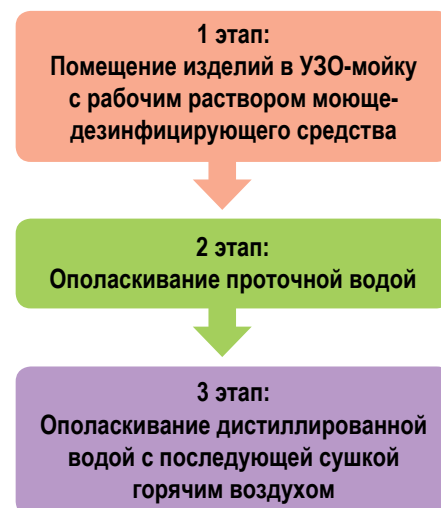 1 этап:
Помещение изделий в УЗО-мойку
с рабочим раствором моюще-
дезинфицирующего средства
2 этап:
Ополаскивание проточной водой
3 этап:
Ополаскивание дистиллированной
водой с последующей сушкой
горячим воздухом